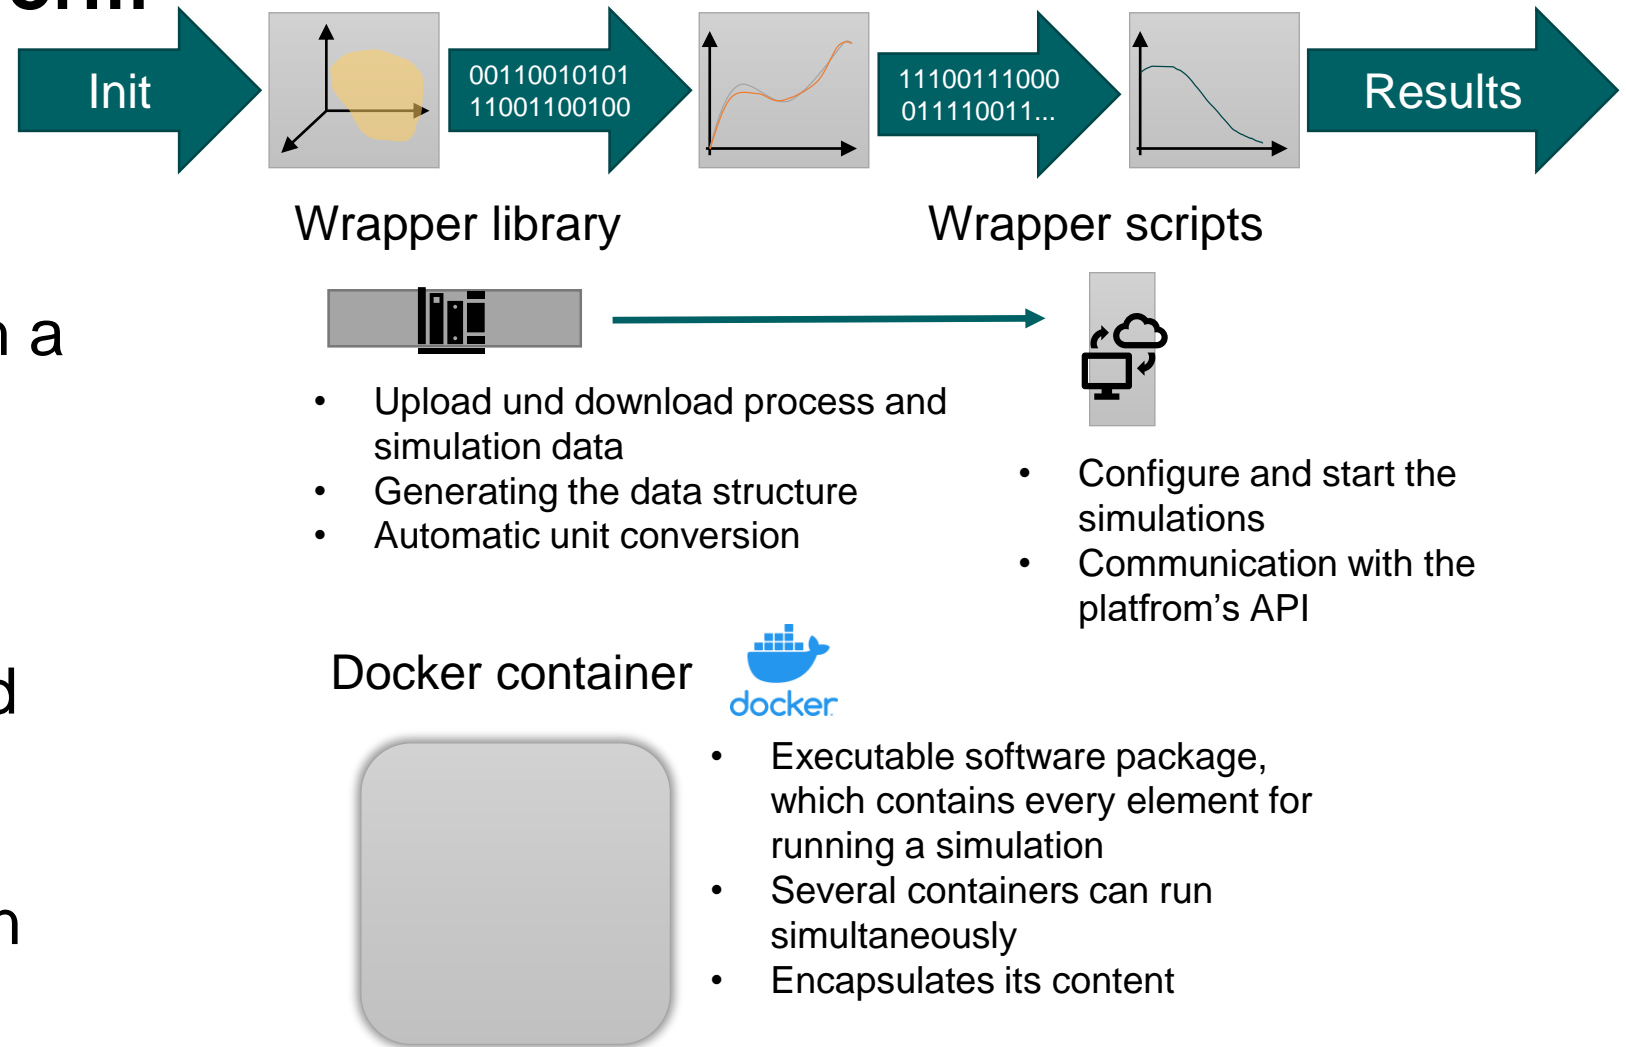 Init
00110010101
11001100100
11100111000
011110011...
Results
Wrapper library
Wrapper scripts
n a
• Upload und download process and
simulation data
• Generating the data structure
• Automatic unit conversion
• Configure and start the
simulations
• Communication with the
platfrom's API
d
Docker container
docker
• Executable software package,
which contains every element for
running a simulation
• Several containers can run
simultaneously
• Encapsulates its content
n